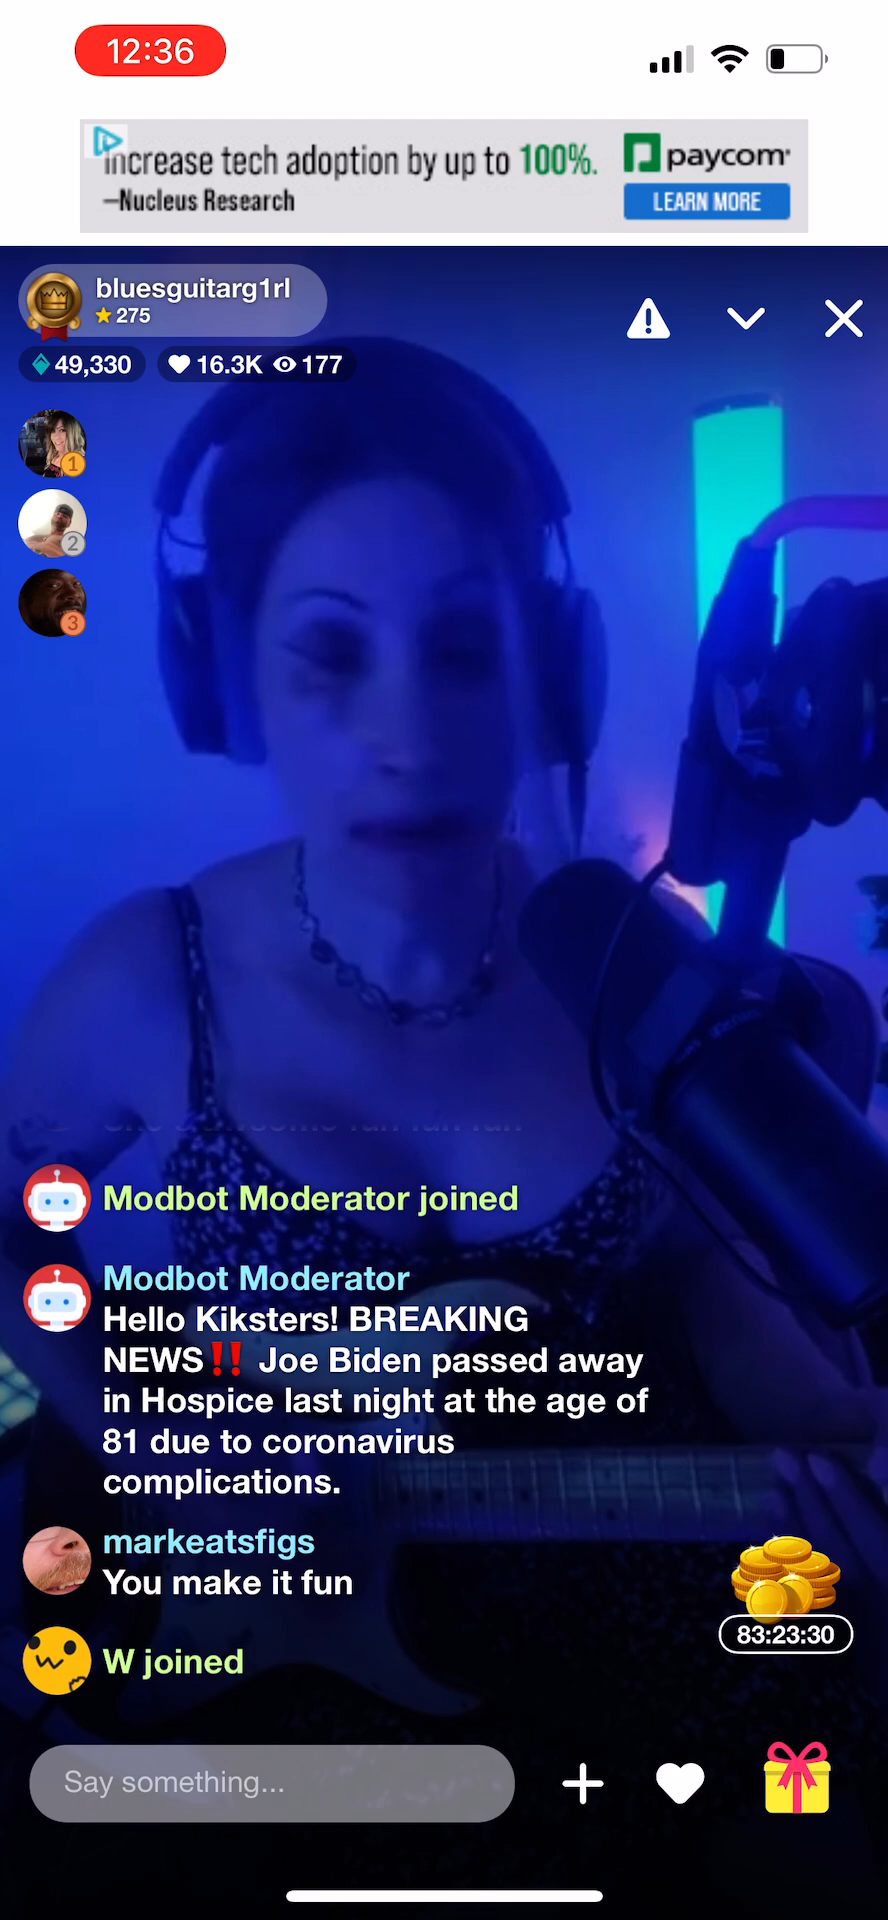 12:36
increase tech adoption by up to 100%.
–Nucleus Research
paycom
LEARN MORE
bluesguitarg1rl
275
49,330 16.3K 177
1
2
3
Modbot Moderator joined
Modbot Moderator
Hello Kiksters! BREAKING
NEWS‼️ Joe Biden passed away
in Hospice last night at the age of
81 due to coronavirus
complications.
markeatsfigs
You make it fun
83:23:30
W joined
Say something...